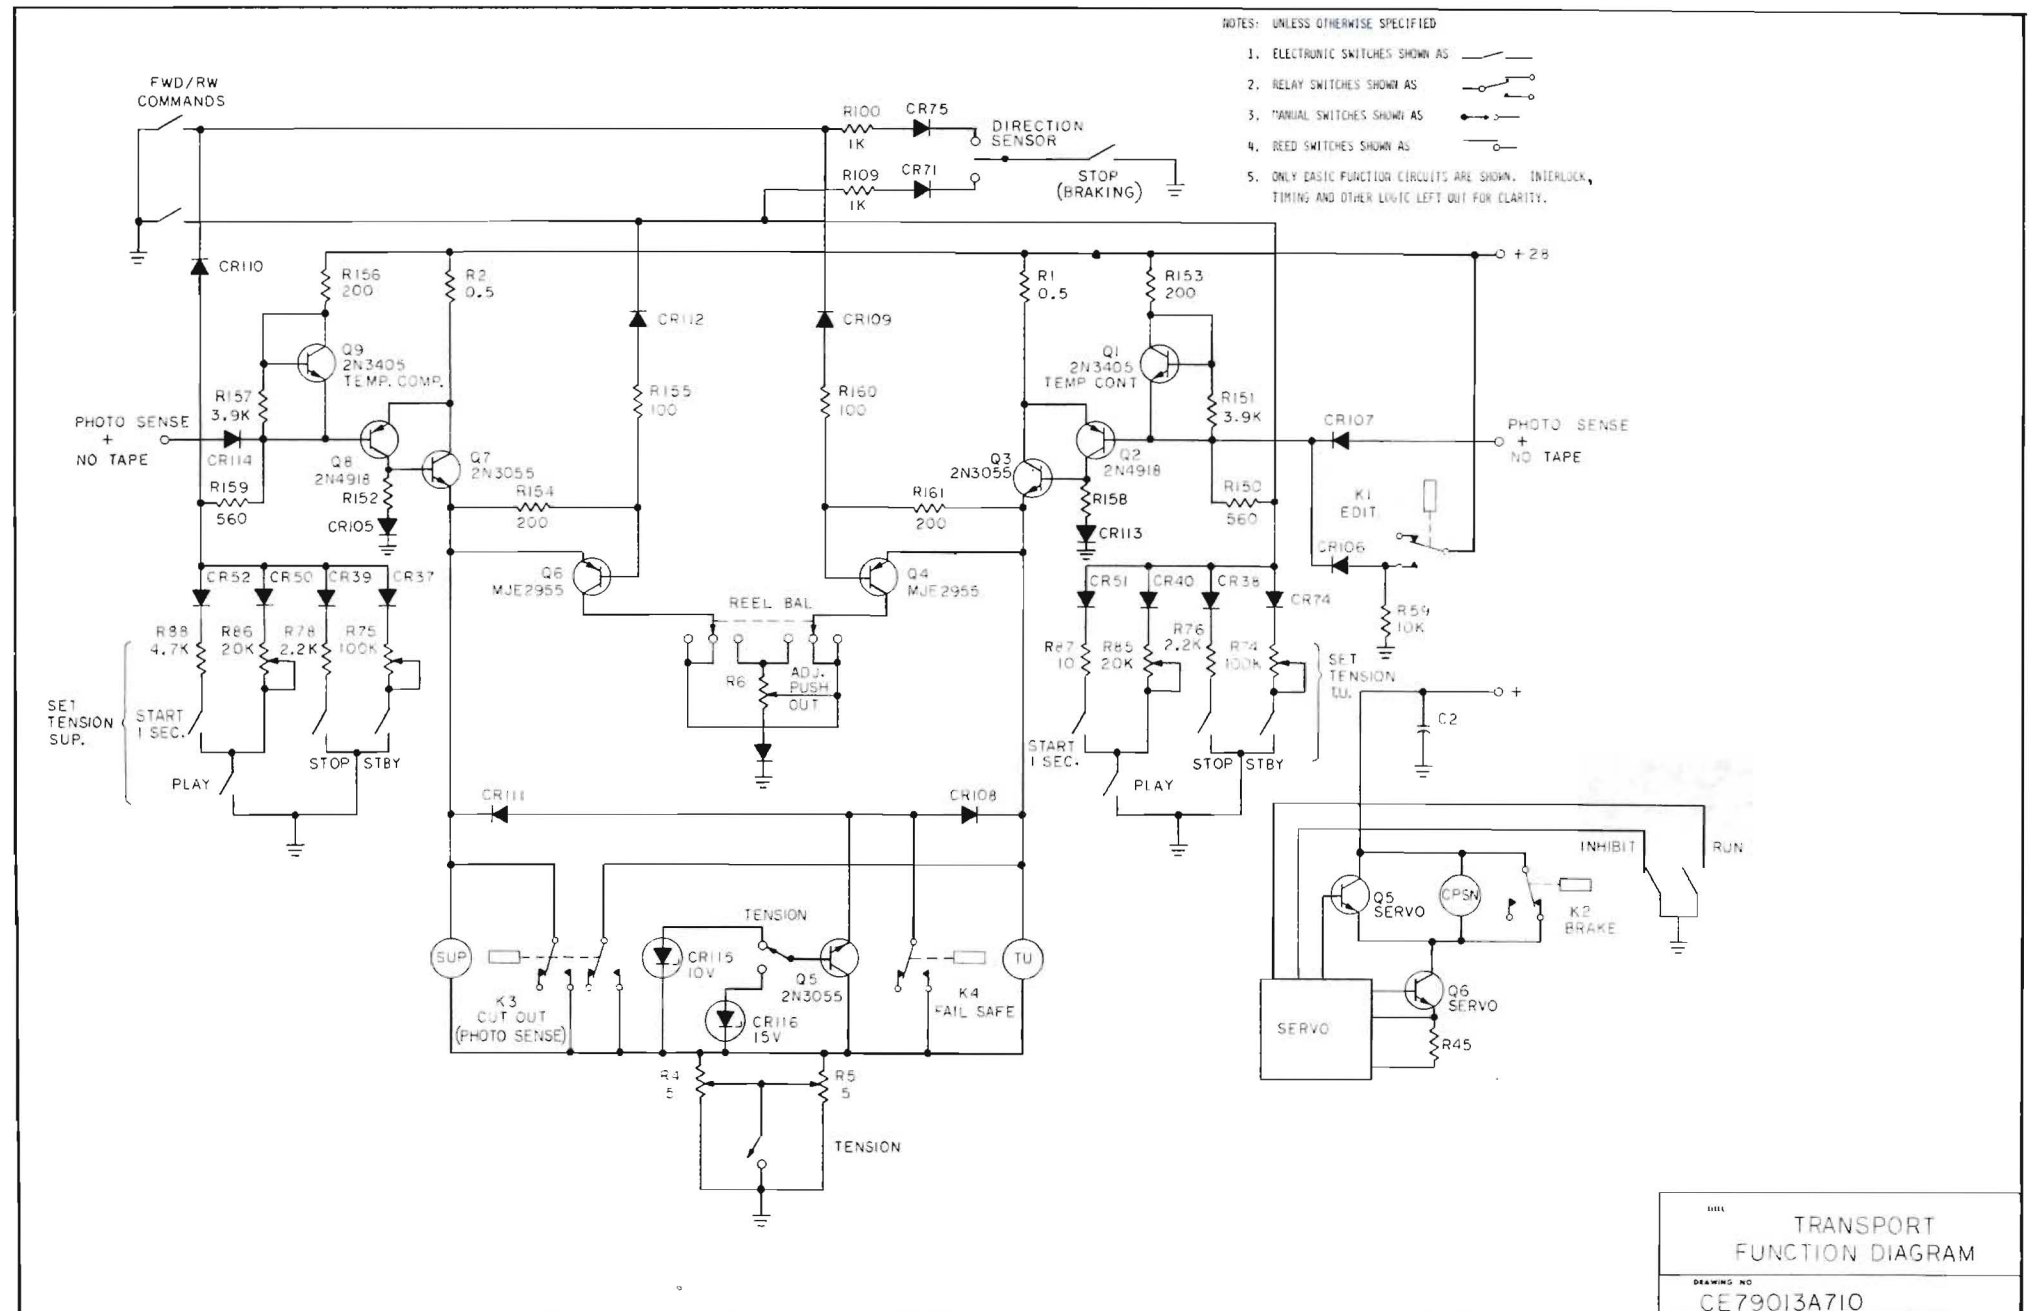 NOTES: UNLESS OTHERWISE SPECIFIED
1. ELECTRONIC SWITCHES SHOWN AS
2. RELAY SWITCHES SHOWN AS
3. MANUAL SWITCHES SHOWN AS
4. REED SWITCHES SHOWN AS
5. ONLY BASIC FUNCTION CIRCUITS ARE SHOWN. INTERLOCK,
TIMING AND OTHER LOGIC LEFT OUT FOR CLARITY.
FWD/RW
COMMANDS
R100
1K
CR75
DIRECTION
SENSOR
R109
1K
CR71
STOP
(BRAKING)
CR110
R156
200
R2
0.5
R1
0.5
R153
200
+28
CR112
CR109
Q9
2N3405
TEMP. COMP.
Q1
2N3405
TEMP CONT
R157
3.9K
R155
100
R160
100
R151
3.9K
PHOTO SENSE
+
NO TAPE
CR114
Q8
2N4918
Q7
2N3055
Q3
2N3055
Q2
2N4918
CR107
PHOTO SENSE
+
NO TAPE
R159
560
R152
CR105
R154
200
R161
200
R158
CR113
R150
560
K1
EDIT
CR106
CR52
CR50
CR39
CR37
Q6
MJE2955
REEL BAL
Q4
MJE2955
CR51
CR40
CR38
CR74
R59
10K
R88
4.7K
R86
20K
R78
2.2K
R75
100K
R6
ADJ.
PUSH
OUT
R87
10
R85
20K
R76
2.2K
R74
100K
SET
TENSION
SUP.
START
1 SEC.
PLAY
STOP
STBY
START
1 SEC.
PLAY
STOP
STBY
SET
TENSION
T.U.
+
C2
CR111
CR108
INHIBIT
RUN
SUP
K3
CUT OUT
(PHOTO SENSE)
TENSION
CR115
10V
CR116
15V
Q5
2N3055
K4
FAIL SAFE
TU
Q5
SERVO
CPSN
K2
BRAKE
Q6
SERVO
SERVO
R45
R4
5
R5
5
TENSION
TITLE
TRANSPORT
FUNCTION DIAGRAM
DRAWING NO
CE79013A710